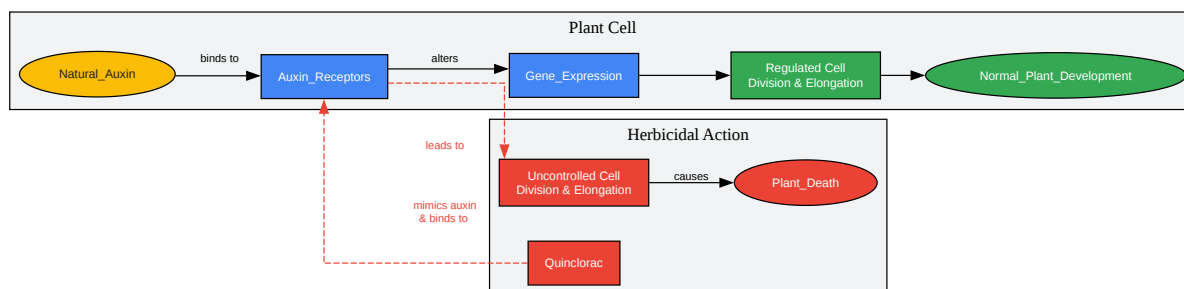 Plant Cell
Natural_Auxin
binds to
Auxin_Receptors
alters
Gene_Expression
Regulated Cell
Division & Elongation
Normal_Plant_Development
Herbicidal Action
leads to
Uncontrolled Cell
Division & Elongation
causes
Plant_Death
mimics auxin
& binds to
Quinclorac